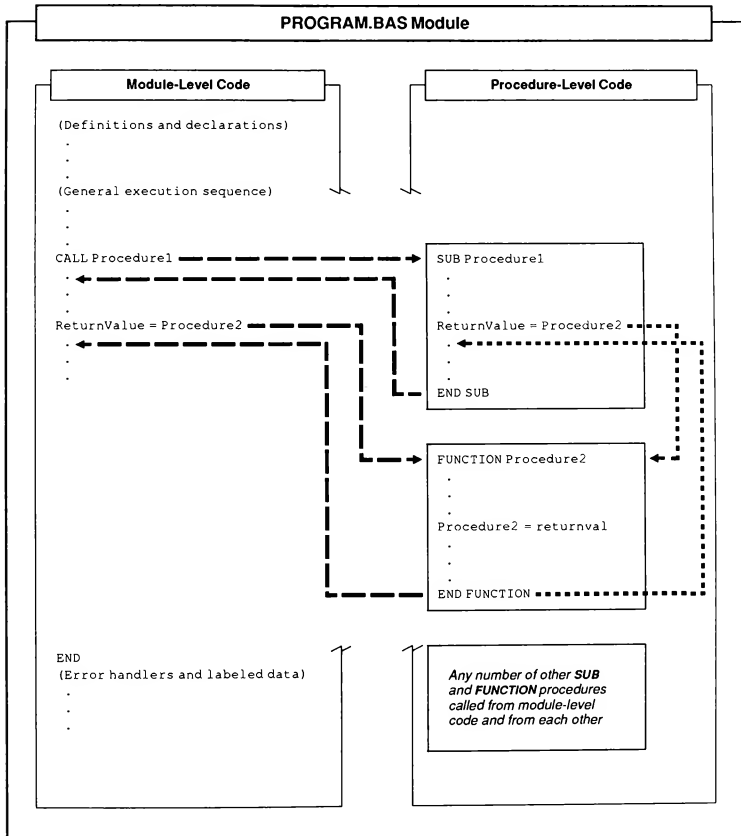 PROGRAM.BAS Module
Module-Level Code
(Definitions and declarations)
.
.
.
(General execution sequence)
.
.
.
CALL Procedure1
.
.
.
ReturnValue = Procedure2
.
.
.
END
(Error handlers and labeled data)
.
.
.
Procedure-Level Code
SUB Procedure1
.
.
.
ReturnValue = Procedure2
.
.
.
END SUB
FUNCTION Procedure2
.
.
.
Procedure2 = returnval
.
.
.
END FUNCTION
Any number of other SUB
and FUNCTION procedures
called from module-level
code and from each other